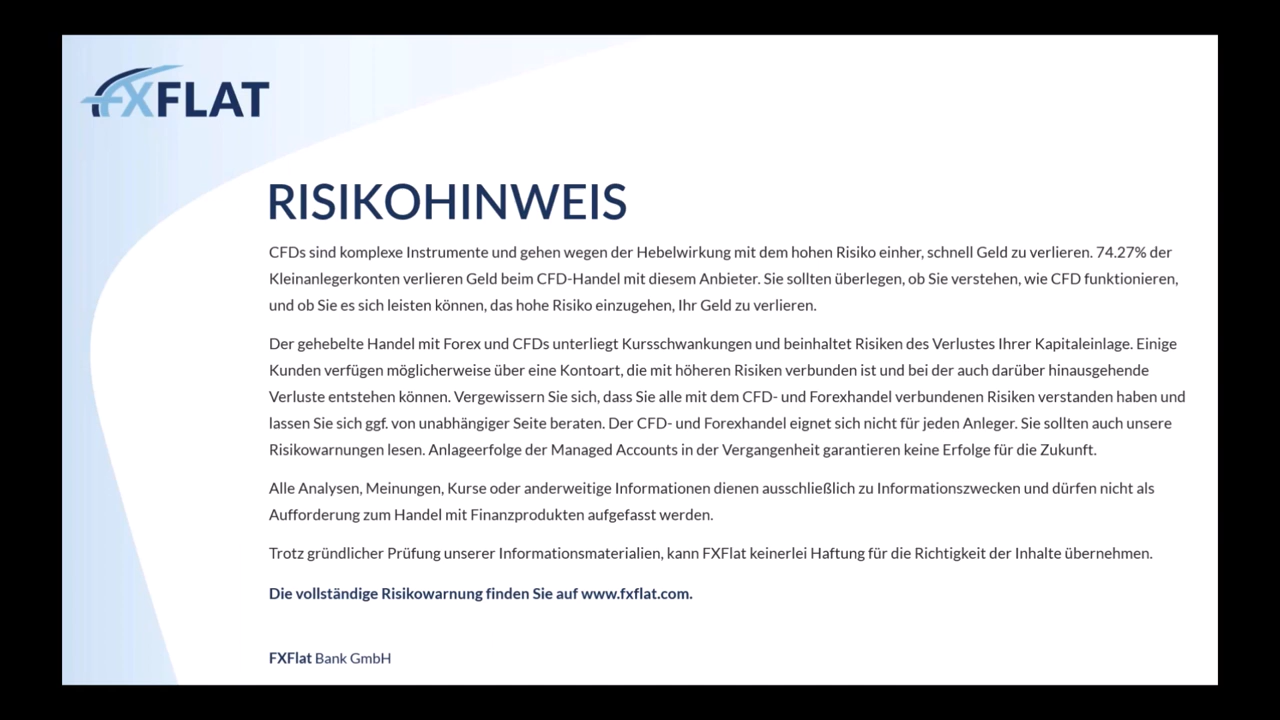 FXFLAT
RISIKOHINWEIS
CFDs sind komplexe Instrumente und gehen wegen der Hebelwirkung mit dem hohen Risiko einher, schnell Geld zu verlieren. 74.27% der
Kleinanlegerkonten verlieren Geld beim CFD-Handel mit diesem Anbieter. Sie sollten überlegen, ob Sie verstehen, wie CFD funktionieren,
und ob Sie es sich leisten können, das hohe Risiko einzugehen, Ihr Geld zu verlieren.
Der gehebelte Handel mit Forex und CFDs unterliegt Kursschwankungen und beinhaltet Risiken des Verlustes Ihrer Kapitaleinlage. Einige
Kunden verfügen möglicherweise über eine Kontoart, die mit höheren Risiken verbunden ist und bei der auch darüber hinausgehende
Verluste entstehen können. Vergewissern Sie sich, dass Sie alle mit dem CFD- und Forexhandel verbundenen Risiken verstanden haben und
lassen Sie sich ggf. von unabhängiger Seite beraten. Der CFD- und Forexhandel eignet sich nicht für jeden Anleger. Sie sollten auch unsere
Risikowarnungen lesen. Anlageerfolge der Managed Accounts in der Vergangenheit garantieren keine Erfolge für die Zukunft.
Alle Analysen, Meinungen, Kurse oder anderweitige Informationen dienen ausschließlich zu Informationszwecken und dürfen nicht als
Aufforderung zum Handel mit Finanzprodukten aufgefasst werden.
Trotz gründlicher Prüfung unserer Informationsmaterialien, kann FXFlat keinerlei Haftung für die Richtigkeit der Inhalte übernehmen.
Die vollständige Risikowarnung finden Sie auf www.fxflat.com.
FXFlat Bank GmbH